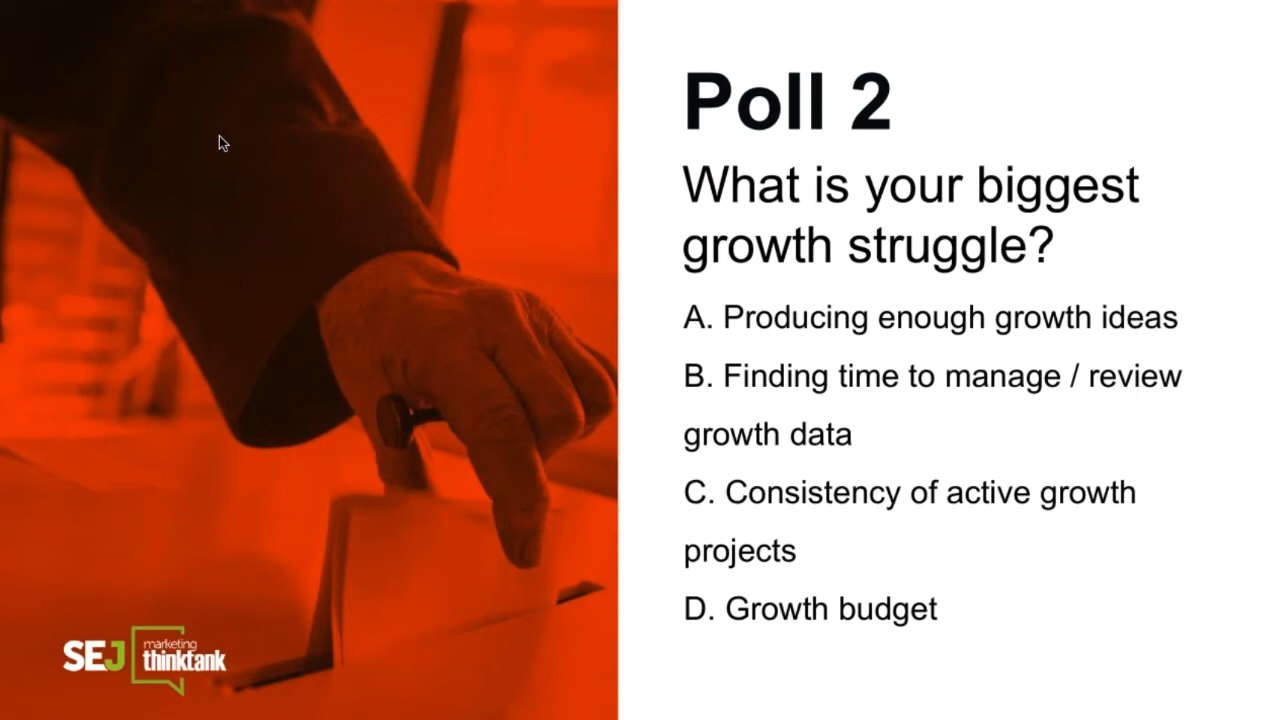 Poll 2
What is your biggest
growth struggle?
A. Producing enough growth ideas
B. Finding time to manage / review
growth data
C. Consistency of active growth
projects
D. Growth budget
SEJ
marketing
thinktank